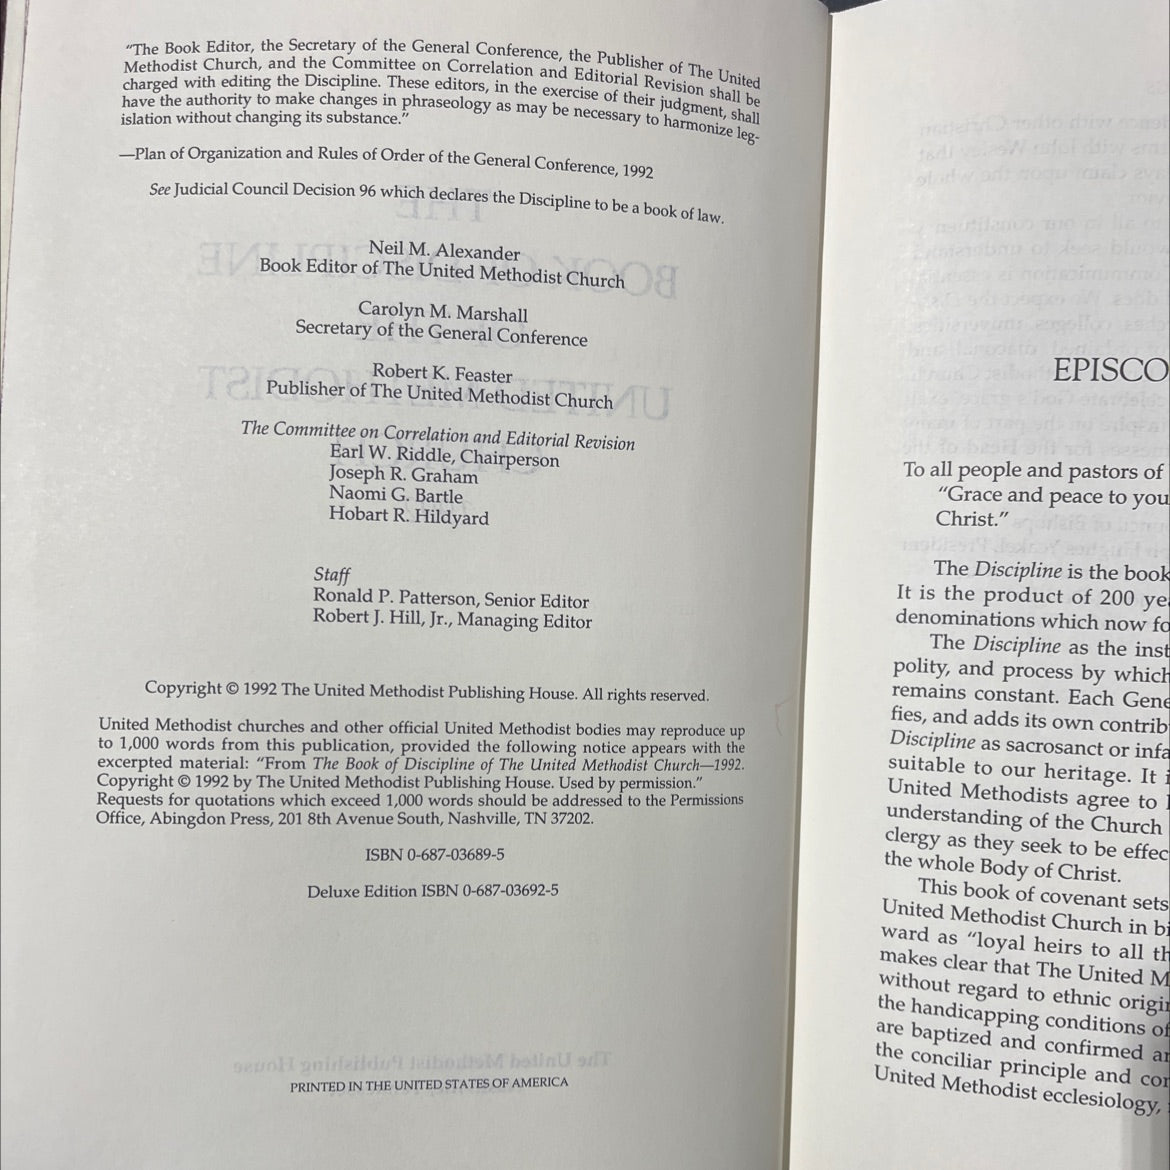 “The Book Editor, the Secretary of the General Conference, the Publisher of The United
Methodist Church, and the Committee on Correlation and Editorial Revision shall be
charged with editing the Discipline. These editors, in the exercise of their judgment, shall
have the authority to make changes in phraseology as may be necessary to harmonize leg-
islation without changing its substance.”
—Plan of Organization and Rules of Order of the General Conference, 1992
See Judicial Council Decision 96 which declares the Discipline to be a book of law.
Neil M. Alexander
Book Editor of The United Methodist Church
Carolyn M. Marshall
Secretary of the General Conference
Robert K. Feaster
Publisher of The United Methodist Church
The Committee on Correlation and Editorial Revision
Earl W. Riddle, Chairperson
Joseph R. Graham
Naomi G. Bartle
Hobart R. Hildyard
Staff
Ronald P. Patterson, Senior Editor
Robert J. Hill, Jr., Managing Editor
Copyright © 1992 The United Methodist Publishing House. All rights reserved.
United Methodist churches and other official United Methodist bodies may reproduce up
to 1,000 words from this publication, provided the following notice appears with the
excerpted material: “From The Book of Discipline of The United Methodist Church—1992.
Copyright © 1992 by The United Methodist Publishing House. Used by permission.”
Requests for quotations which exceed 1,000 words should be addressed to the Permissions
Office, Abingdon Press, 201 8th Avenue South, Nashville, TN 37202.
ISBN 0-687-03689-5
Deluxe Edition ISBN 0-687-03692-5
PRINTED IN THE UNITED STATES OF AMERICA
EPISCO
To all people and pastors of
“Grace and peace to you
Christ.”
The Discipline is the book
It is the product of 200 ye
denominations which now fo
The Discipline as the inst
polity, and process by which
remains constant. Each Gene
fies, and adds its own contrib
Discipline as sacrosanct or infa
suitable to our heritage. It i
United Methodists agree to
understanding of the Church
clergy as they seek to be effec
the whole Body of Christ.
This book of covenant sets
United Methodist Church in bi
ward as “loyal heirs to all th
makes clear that The United M
without regard to ethnic origi
the handicapping conditions of
are baptized and confirmed a
the conciliar principle and co
United Methodist ecclesiology,